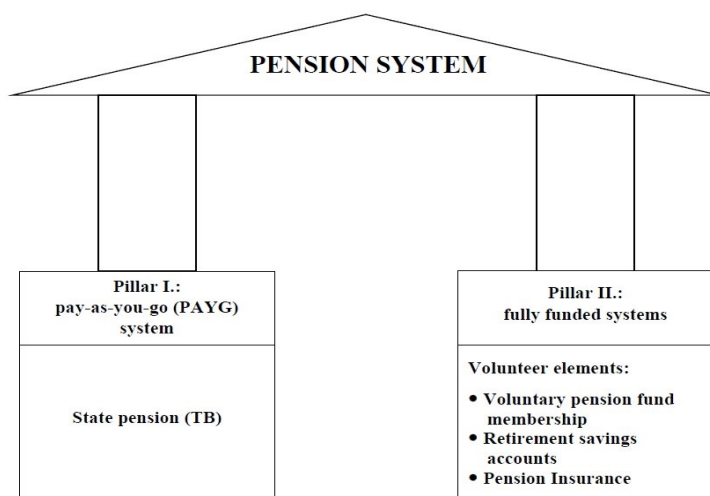 PENSION SYSTEM
Pillar I.:
pay-as-you-go (PAYG)
system
State pension (TB)
Pillar II.:
fully funded systems
Volunteer elements:
• Voluntary pension fund
membership
• Retirement savings
accounts
• Pension Insurance